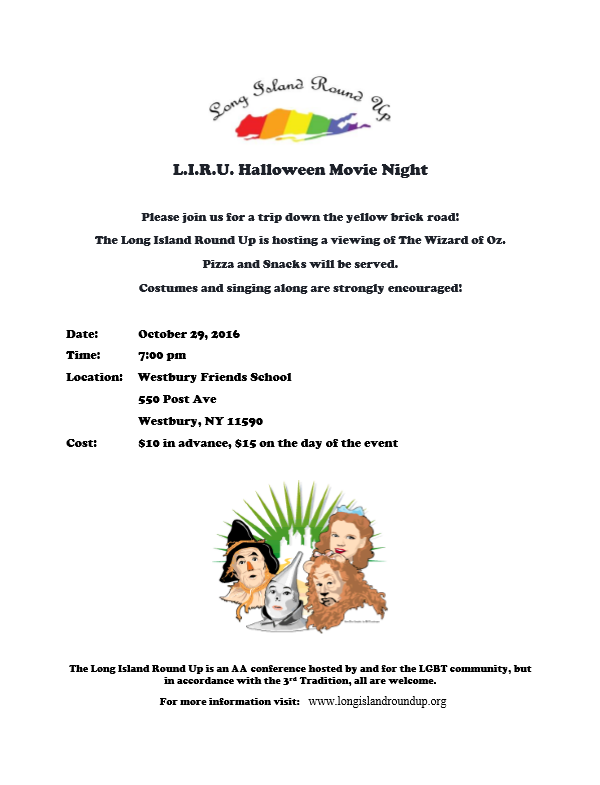 Long Island Round Up
L.I.R.U. Halloween Movie Night
Please join us for a trip down the yellow brick road!
The Long Island Round Up is hosting a viewing of The Wizard of Oz.
Pizza and Snacks will be served.
Costumes and singing along are strongly encouraged!
Date: October 29, 2016
Time: 7:00 pm
Location: Westbury Friends School
550 Post Ave
Westbury, NY 11590
Cost: $10 in advance, $15 on the day of the event
The Long Island Round Up is an AA conference hosted by and for the LGBT community, but
in accordance with the 3rd Tradition, all are welcome.
For more information visit: www.longislandroundup.org